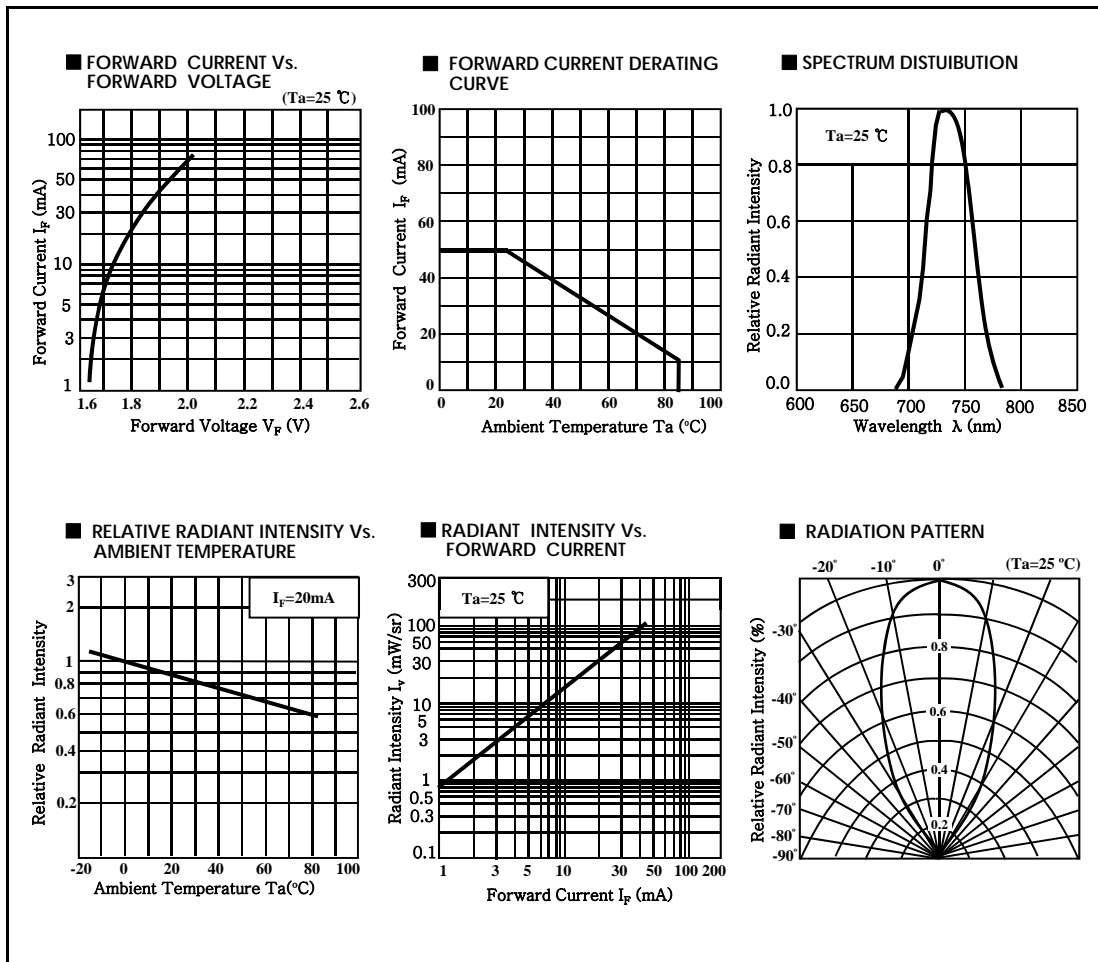 ■ FORWARD CURRENT Vs.
FORWARD VOLTAGE
(Ta=25 ℃)
100
50
30
10
5
3
1
Forward Current I_F (mA)
1.6 1.8 2.0 2.2 2.4 2.6
Forward Voltage V_F (V)
■ FORWARD CURRENT DERATING
CURVE
100
80
60
40
20
0
Forward Current I_F (mA)
0 20 40 60 80 100
Ambient Temperature Ta (°C)
■ SPECTRUM DISTUIBUTION
Ta=25 ℃
1.0
0.8
0.6
0.4
0.2
0.0
Relative Radiant Intensity
600 650 700 750 800 850
Wavelength λ (nm)
■ RELATIVE RADIANT INTENSITY Vs.
AMBIENT TEMPERATURE
I_F=20mA
3
2
1
0.8
0.6
0.4
0.2
Relative Radiant Intensity
-20 0 20 40 60 80 100
Ambient Temperature Ta(°C)
■ RADIANT INTENSITY Vs.
FORWARD CURRENT
Ta=25 ℃
300
100
50
30
10
5
3
1
0.5
0.3
0.1
Radiant Intensity I_v (mW/sr)
1 3 5 10 30 50 100 200
Forward Current I_F (mA)
■ RADIATION PATTERN
-20° -10° 0° (Ta=25 ºC)
-30°
-40°
-50°
-60°
-70°
-80°
-90°
0.8
0.6
0.4
0.2
Relative Radiant Intensity (%)